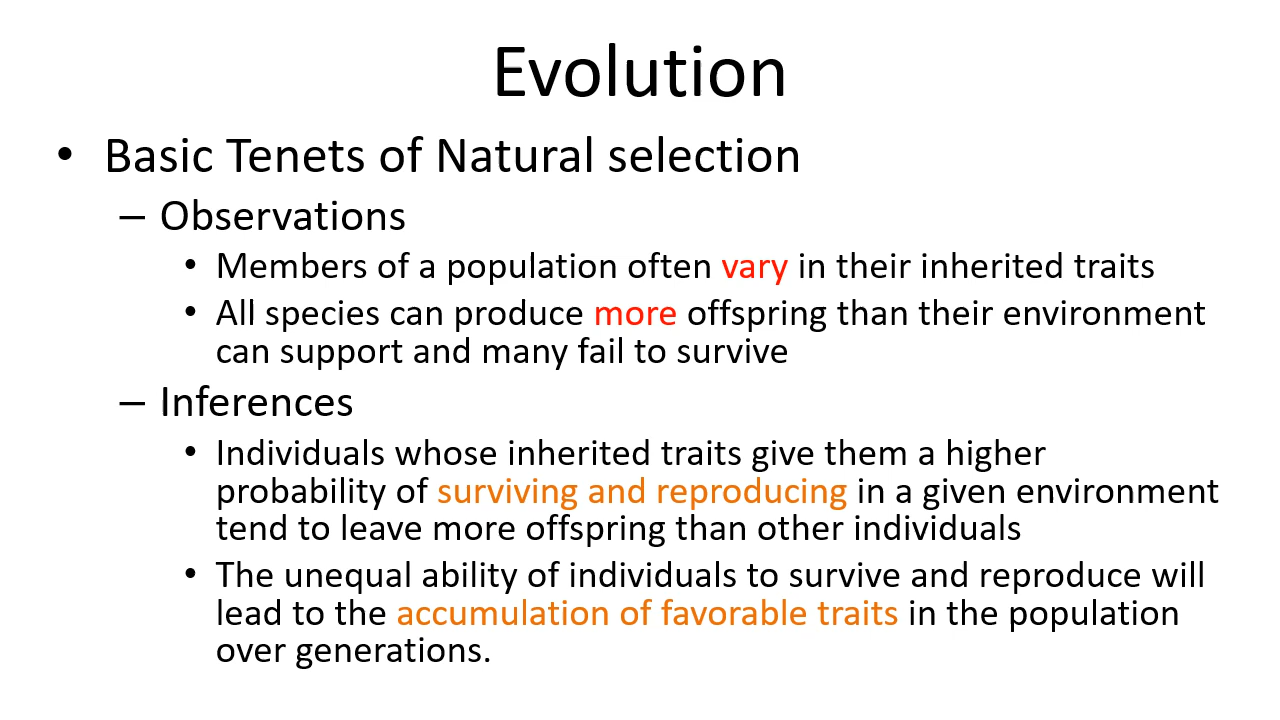 Evolution
• Basic Tenets of Natural selection
– Observations
• Members of a population often vary in their inherited traits
• All species can produce more offspring than their environment
can support and many fail to survive
– Inferences
• Individuals whose inherited traits give them a higher
probability of surviving and reproducing in a given environment
tend to leave more offspring than other individuals
• The unequal ability of individuals to survive and reproduce will
lead to the accumulation of favorable traits in the population
over generations.